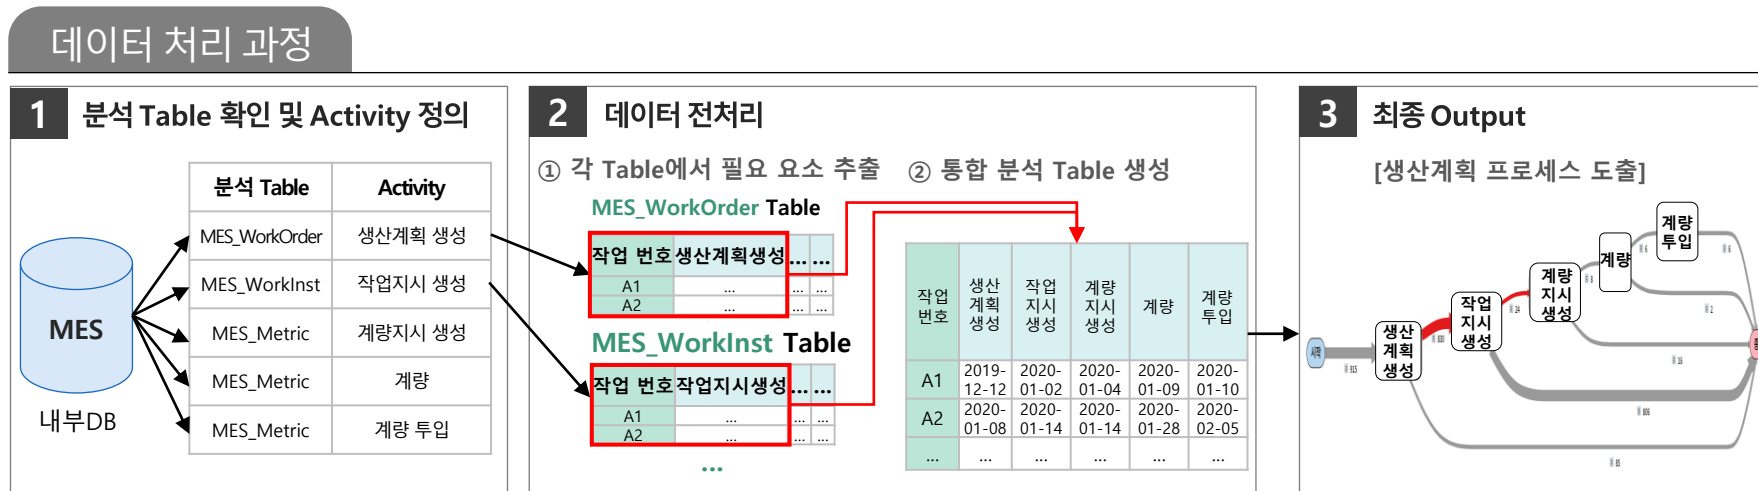 데이터 처리 과정
1 분석 Table 확인 및 Activity 정의
분석 Table Activity
MES_WorkOrder 생산계획 생성
MES_WorkInst 작업지시 생성
MES_Metric 계량지시 생성
MES_Metric 계량
MES_Metric 계량 투입
MES
내부DB
2 데이터 전처리
① 각 Table에서 필요 요소 추출
MES_WorkOrder Table
작업 번호 생산계획생성 ... ...
A1 ... ... ...
A2 ... ... ...
MES_WorkInst Table
작업 번호 작업지시생성 ... ...
A1 ... ... ...
A2 ... ... ...
...
② 통합 분석 Table 생성
작업
번호
생산
계획
생성
작업
지시
생성
계량
지시
생성
계량
계량
투입
A1
2019-
12-12
2020-
01-02
2020-
01-04
2020-
01-09
2020-
01-10
A2
2020-
01-08
2020-
01-14
2020-
01-14
2020-
01-28
2020-
02-05
... ... ... ... ... ...
3 최종 Output
[생산계획 프로세스 도출]
시작
생산
계획
생성
작업
지시
생성
계량
지시
생성
계량
계량
투입